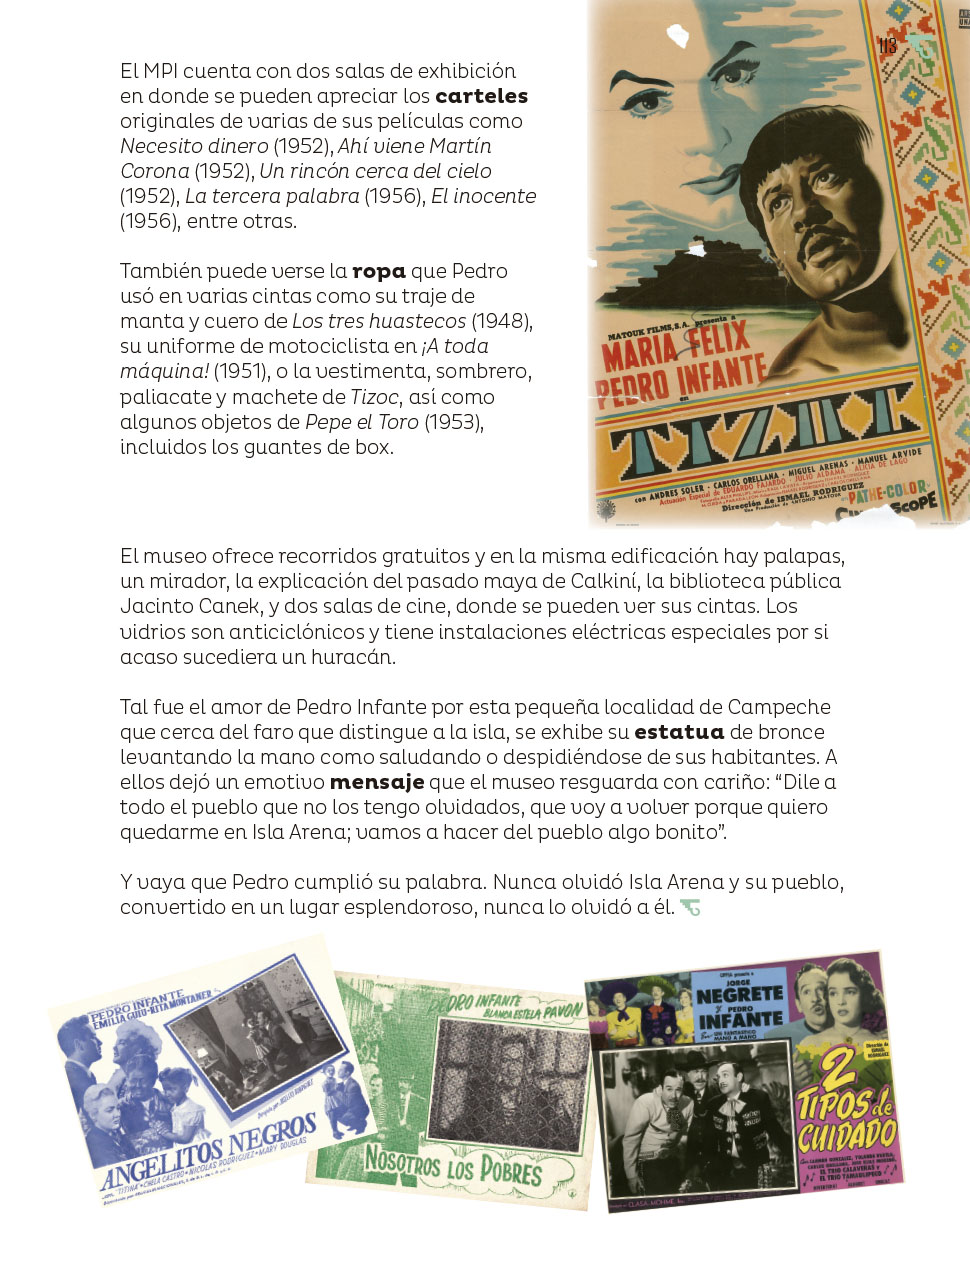 113
El MPI cuenta con dos salas de exhibición
en donde se pueden apreciar los carteles
originales de varias de sus películas como
Necesito dinero (1952), Ahí viene Martín
Corona (1952), Un rincón cerca del cielo
(1952), La tercera palabra (1956), El inocente
(1956), entre otras.
También puede verse la ropa que Pedro
usó en varias cintas como su traje de
manta y cuero de Los tres huastecos (1948),
su uniforme de motociclista en ¡A toda
máquina! (1951), o la vestimenta, sombrero,
paliacate y machete de Tizoc, así como
algunos objetos de Pepe el Toro (1953),
incluidos los guantes de box.
MATOUK FILMS, S.A. presenta a
MARIA FELIX
PEDRO INFANTE
en
TIZOC
con ANDRES SOLER • CARLOS ORELLANA • MIGUEL ARENAS • MANUEL ARVIDE
Actuación Especial de EDUARDO FAJARDO • JULIO ALDAMA • ALICIA DE LAGO
Dirección de ISMAEL RODRIGUEZ
Una Producción de ANTONIO MATOUK
PATHE-COLOR
SCOPE
El museo ofrece recorridos gratuitos y en la misma edificación hay palapas,
un mirador, la explicación del pasado maya de Calkiní, la biblioteca pública
Jacinto Canek, y dos salas de cine, donde se pueden ver sus cintas. Los
vidrios son anticiclónicos y tiene instalaciones eléctricas especiales por si
acaso sucediera un huracán.
Tal fue el amor de Pedro Infante por esta pequeña localidad de Campeche
que cerca del faro que distingue a la isla, se exhibe su estatua de bronce
levantando la mano como saludando o despidiéndose de sus habitantes. A
ellos dejó un emotivo mensaje que el museo resguarda con cariño: “Dile a
todo el pueblo que no los tengo olvidados, que voy a volver porque quiero
quedarme en Isla Arena; vamos a hacer del pueblo algo bonito”.
Y vaya que Pedro cumplió su palabra. Nunca olvidó Isla Arena y su pueblo,
convertido en un lugar esplendoroso, nunca lo olvidó a él.
PEDRO INFANTE
EMILIA GUIU • RITA MONTANER
ANGELITOS NEGROS
con "TITINA" • CHELA CASTRO • NICOLAS RODRIGUEZ • MARY DOUGLAS
PEDRO INFANTE
BLANCA ESTELA PAVON
NOSOTROS LOS POBRES
JORGE
NEGRETE
Y PEDRO
INFANTE
MANO A MANO
Dirección de
ISMAEL
RODRIGUEZ
2
TIPOS de
CUIDADO
EL TRIO CALAVERAS Y
EL TRIO TAMAULIPECO